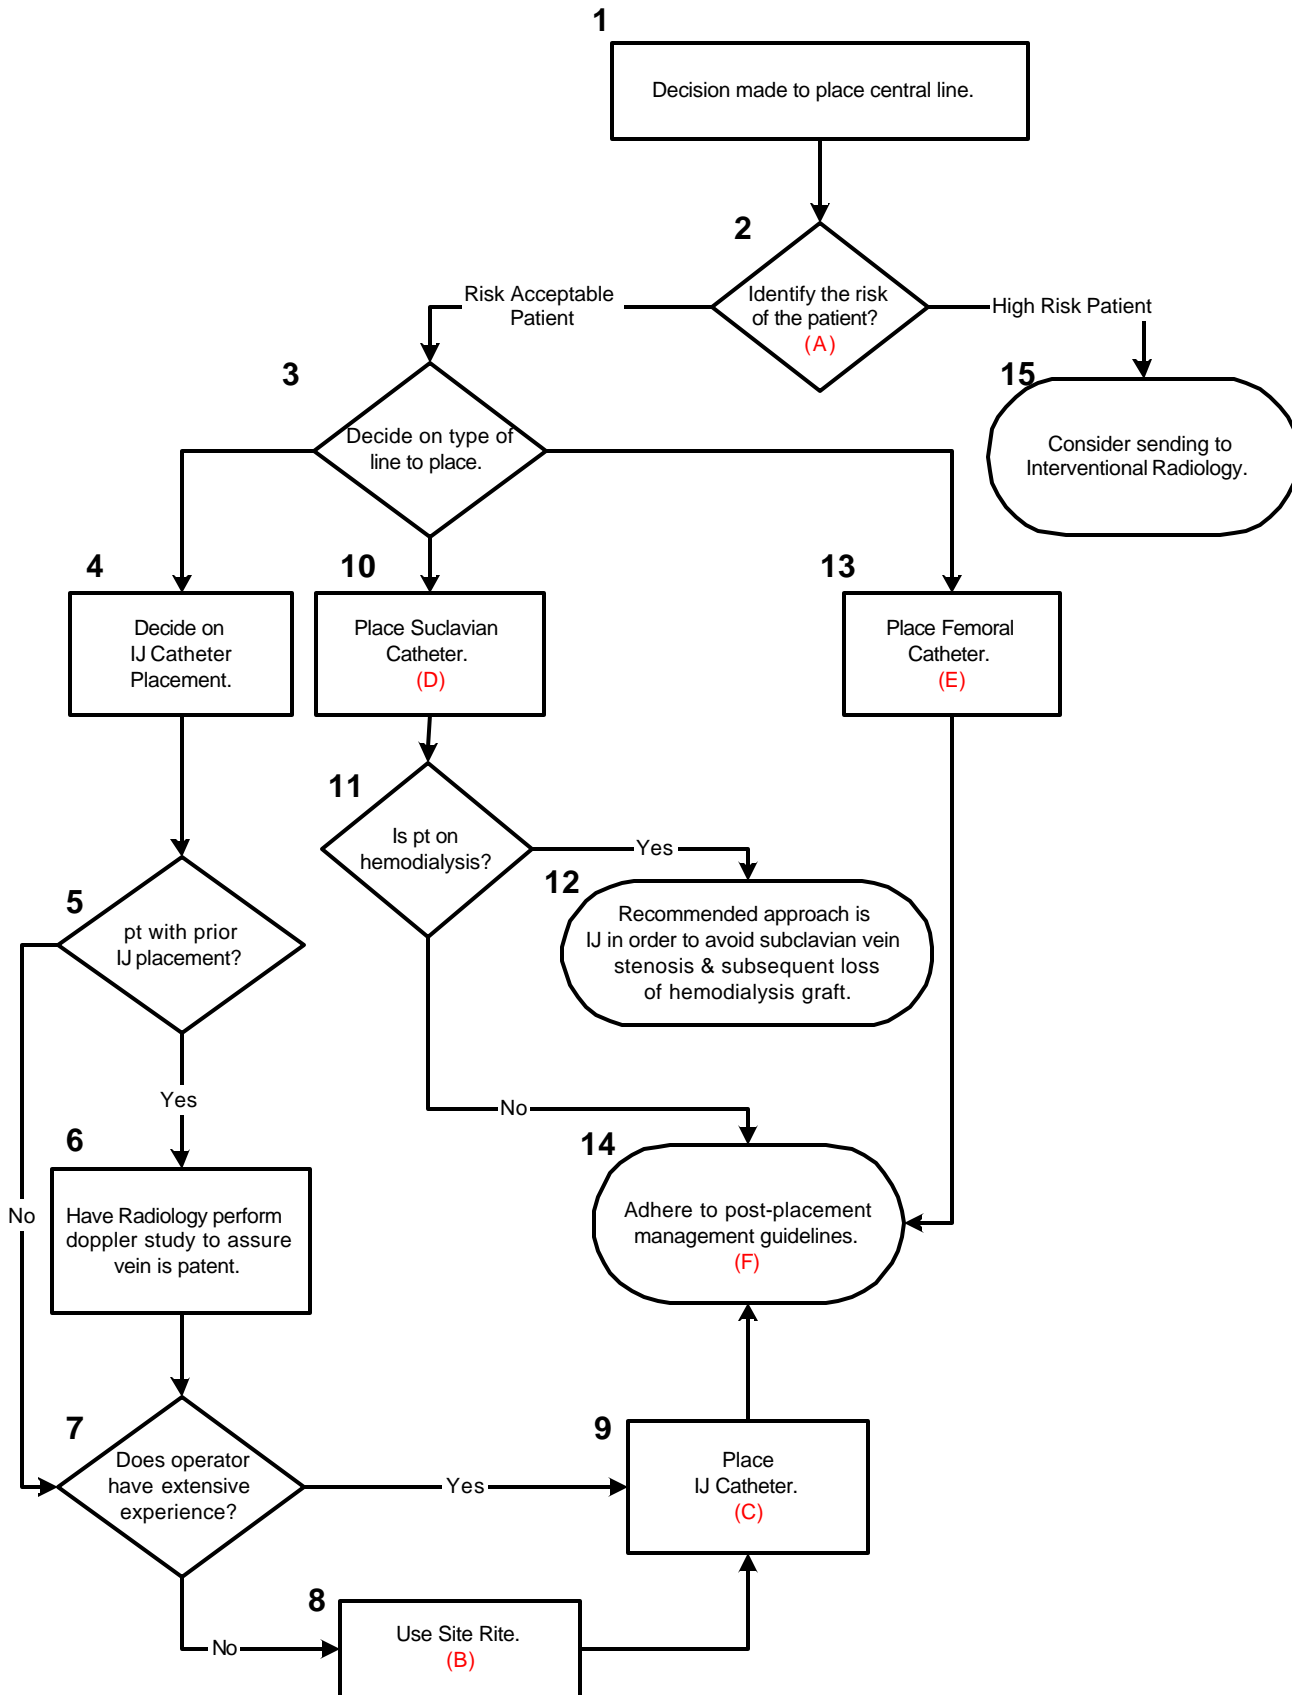 1
Decision made to place central line.
2
Identify the risk
of the patient?
(A)
Risk Acceptable
Patient
High Risk Patient
15
Consider sending to
Interventional Radiology.
3
Decide on type of
line to place.
4
Decide on
IJ Catheter
Placement.
10
Place Suclavian
Catheter.
(D)
13
Place Femoral
Catheter.
(E)
11
Is pt on
hemodialysis?
Yes
12
Recommended approach is
IJ in order to avoid subclavian vein
stenosis & subsequent loss
of hemodialysis graft.
5
pt with prior
IJ placement?
Yes
No
No
14
Adhere to post-placement
management guidelines.
(F)
6
Have Radiology perform
doppler study to assure
vein is patent.
7
Does operator
have extensive
experience?
Yes
9
Place
IJ Catheter.
(C)
No
8
Use Site Rite.
(B)